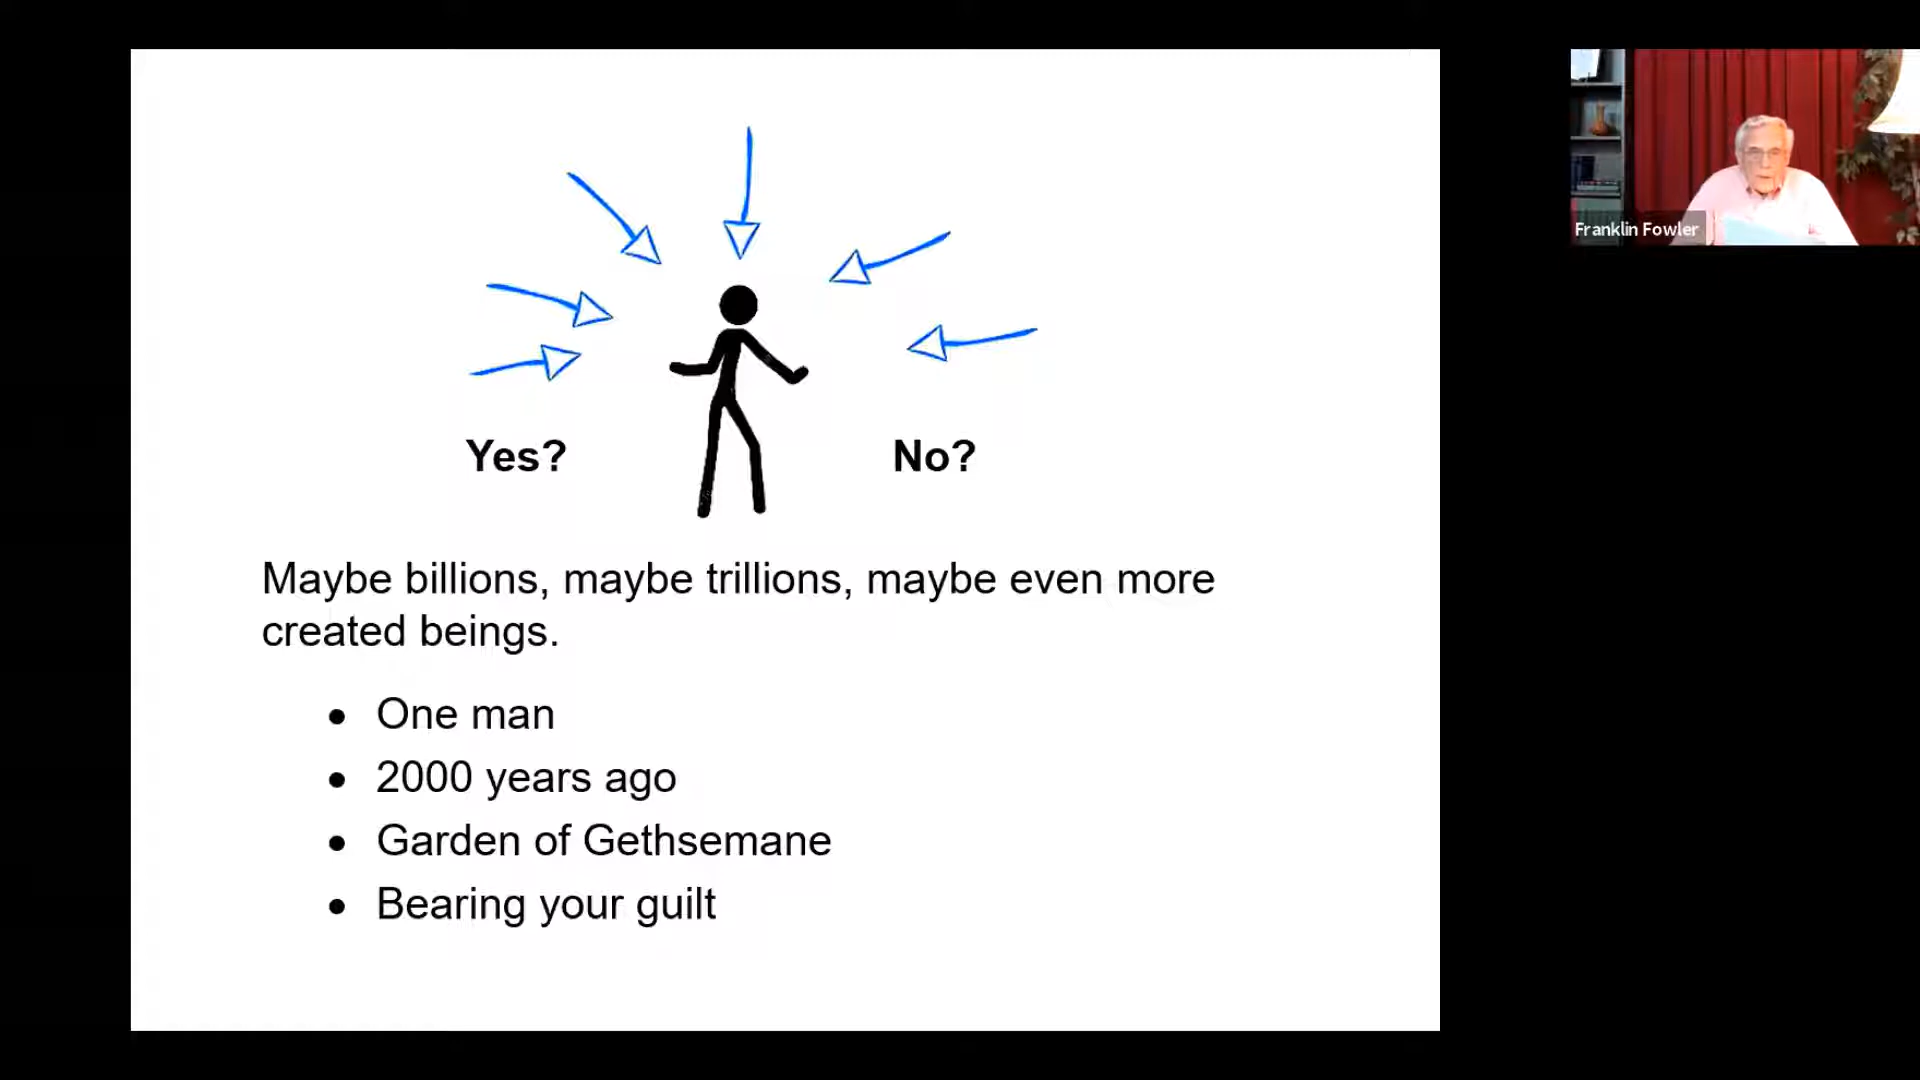 Franklin Fowler
Yes?
No?
Maybe billions, maybe trillions, maybe even more
created beings.
• One man
• 2000 years ago
• Garden of Gethsemane
• Bearing your guilt